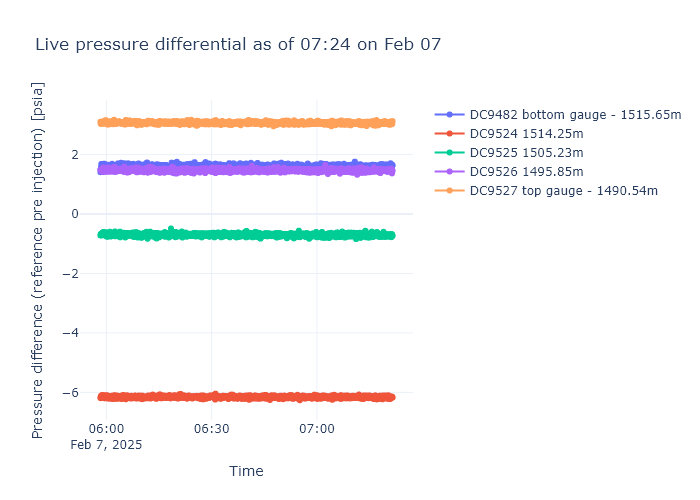 Live pressure differential as of 07:24 on Feb 07
Pressure difference (reference pre injection) [psia]
2
0
−2
−4
−6
06:00
Feb 7, 2025
06:30
07:00
Time
DC9482 bottom gauge - 1515.65m
DC9524 1514.25m
DC9525 1505.23m
DC9526 1495.85m
DC9527 top gauge - 1490.54m